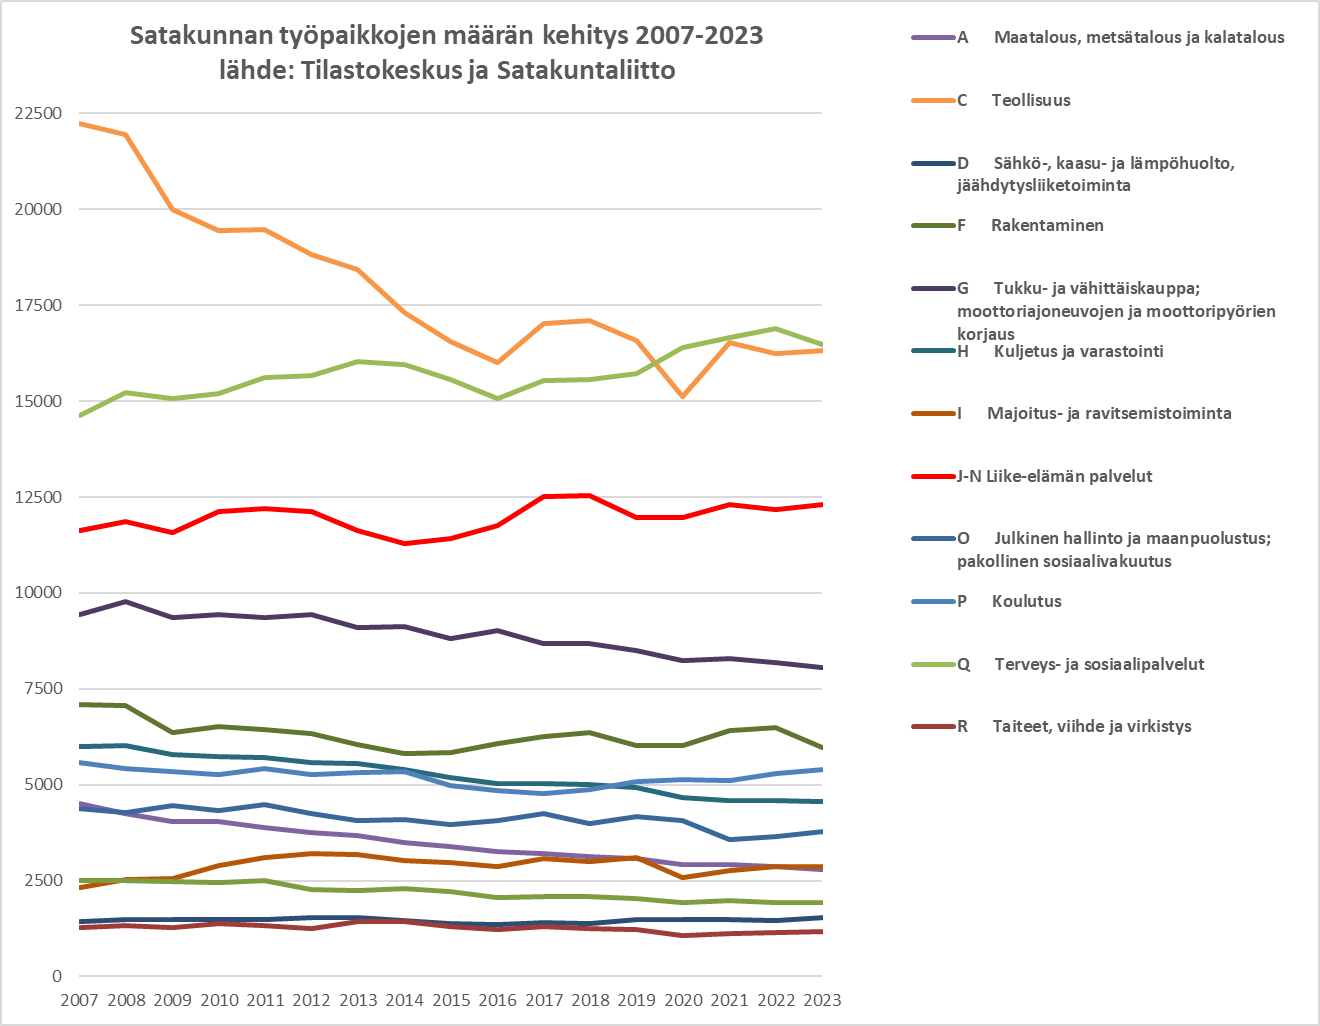 Satakunnan työpaikkojen määrän kehitys 2007-2023
lähde: Tilastokeskus ja Satakuntaliitto
22500
20000
17500
15000
12500
10000
7500
5000
2500
0
2007 2008 2009 2010 2011 2012 2013 2014 2015 2016 2017 2018 2019 2020 2021 2022 2023
A Maatalous, metsätalous ja kalatalous
C Teollisuus
D Sähkö-, kaasu- ja lämpöhuolto,
jäähdytysliiketoiminta
F Rakentaminen
G Tukku- ja vähittäiskauppa;
moottoriajoneuvojen ja moottoripyörien
korjaus
H Kuljetus ja varastointi
I Majoitus- ja ravitsemistoiminta
J-N Liike-elämän palvelut
O Julkinen hallinto ja maanpuolustus;
pakollinen sosiaalivakuutus
P Koulutus
Q Terveys- ja sosiaalipalvelut
R Taiteet, viihde ja virkistys